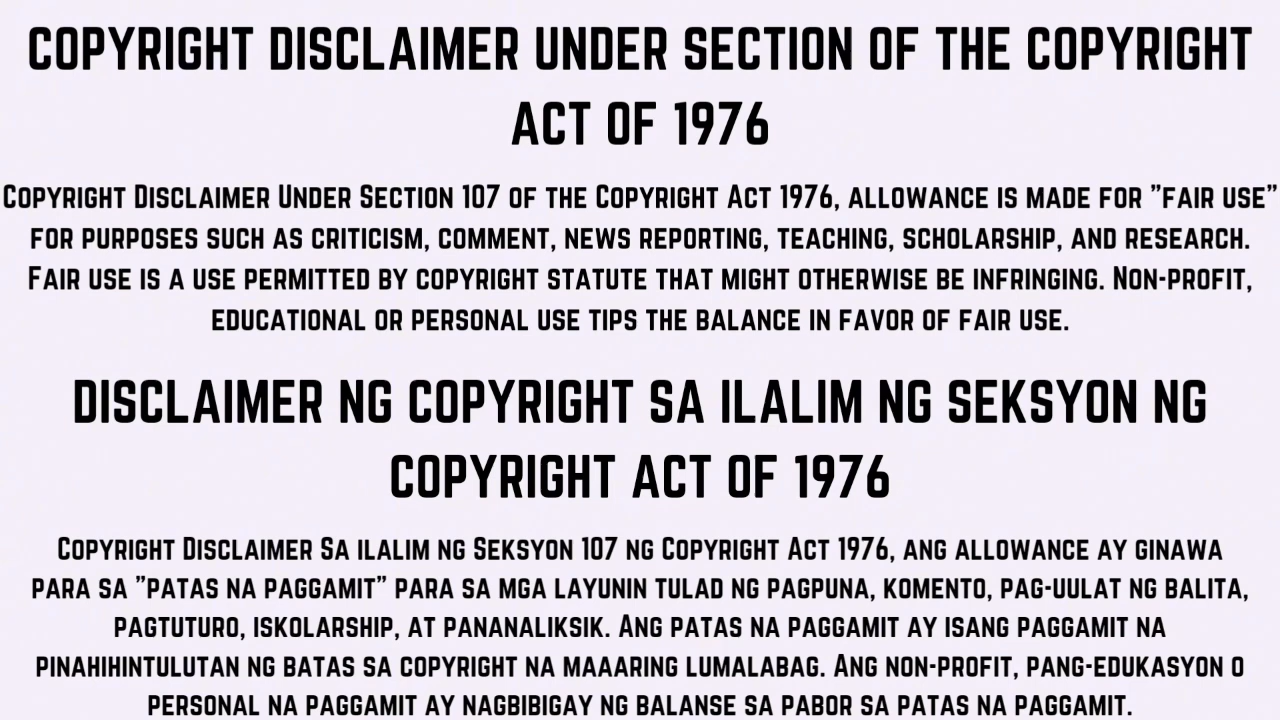 COPYRIGHT DISCLAIMER UNDER SECTION OF THE COPYRIGHT
ACT OF 1976
Copyright Disclaimer Under Section 107 of the Copyright Act 1976, allowance is made for "fair use"
for purposes such as criticism, comment, news reporting, teaching, scholarship, and research.
Fair use is a use permitted by copyright statute that might otherwise be infringing. Non-profit,
educational or personal use tips the balance in favor of fair use.
DISCLAIMER NG COPYRIGHT SA ILALIM NG SEKSYON NG
COPYRIGHT ACT OF 1976
Copyright Disclaimer Sa ilalim ng Seksyon 107 ng Copyright Act 1976, ang allowance ay ginawa
para sa "patas na paggamit" para sa mga layunin tulad ng pagpuna, komento, pag-uulat ng balita,
pagtuturo, iskolarship, at pananaliksik. Ang patas na paggamit ay isang paggamit na
pinahihintulutan ng batas sa copyright na maaaring lumalabag. Ang non-profit, pang-edukasyon o
personal na paggamit ay nagbibigay ng balanse sa pabor sa patas na paggamit.